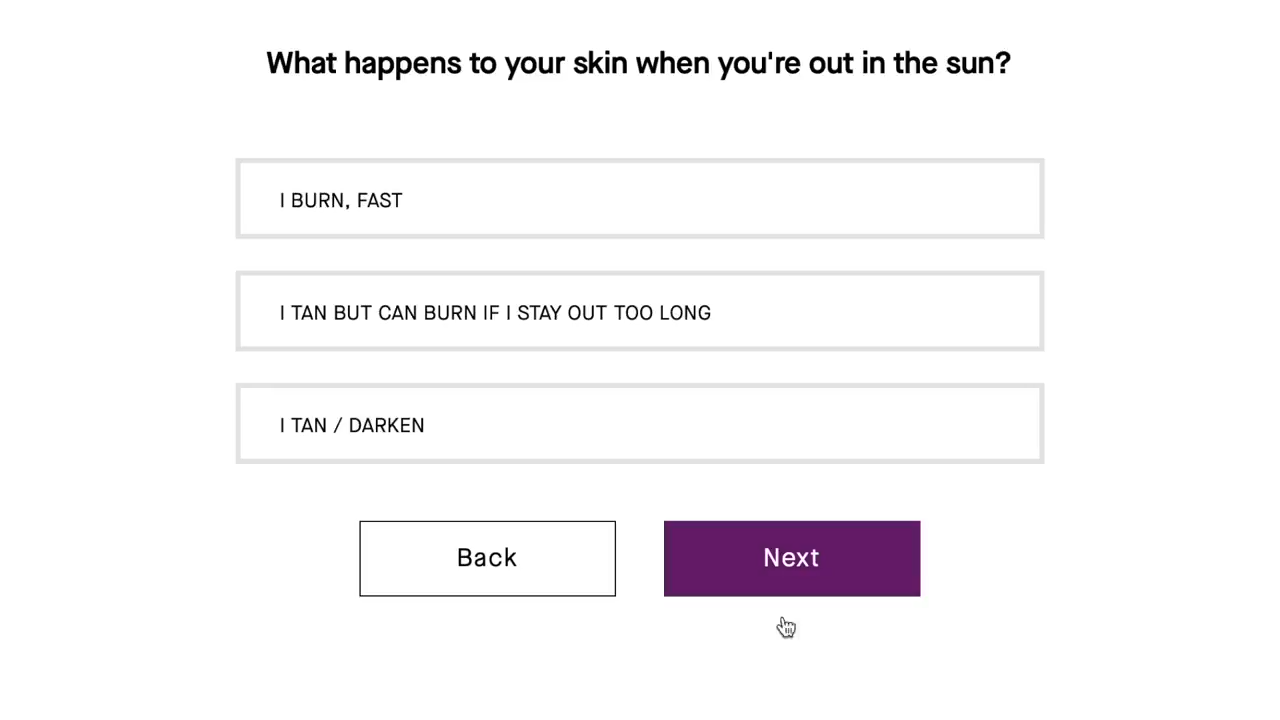 What happens to your skin when you're out in the sun?
I BURN, FAST
I TAN BUT CAN BURN IF I STAY OUT TOO LONG
I TAN / DARKEN
Back
Next